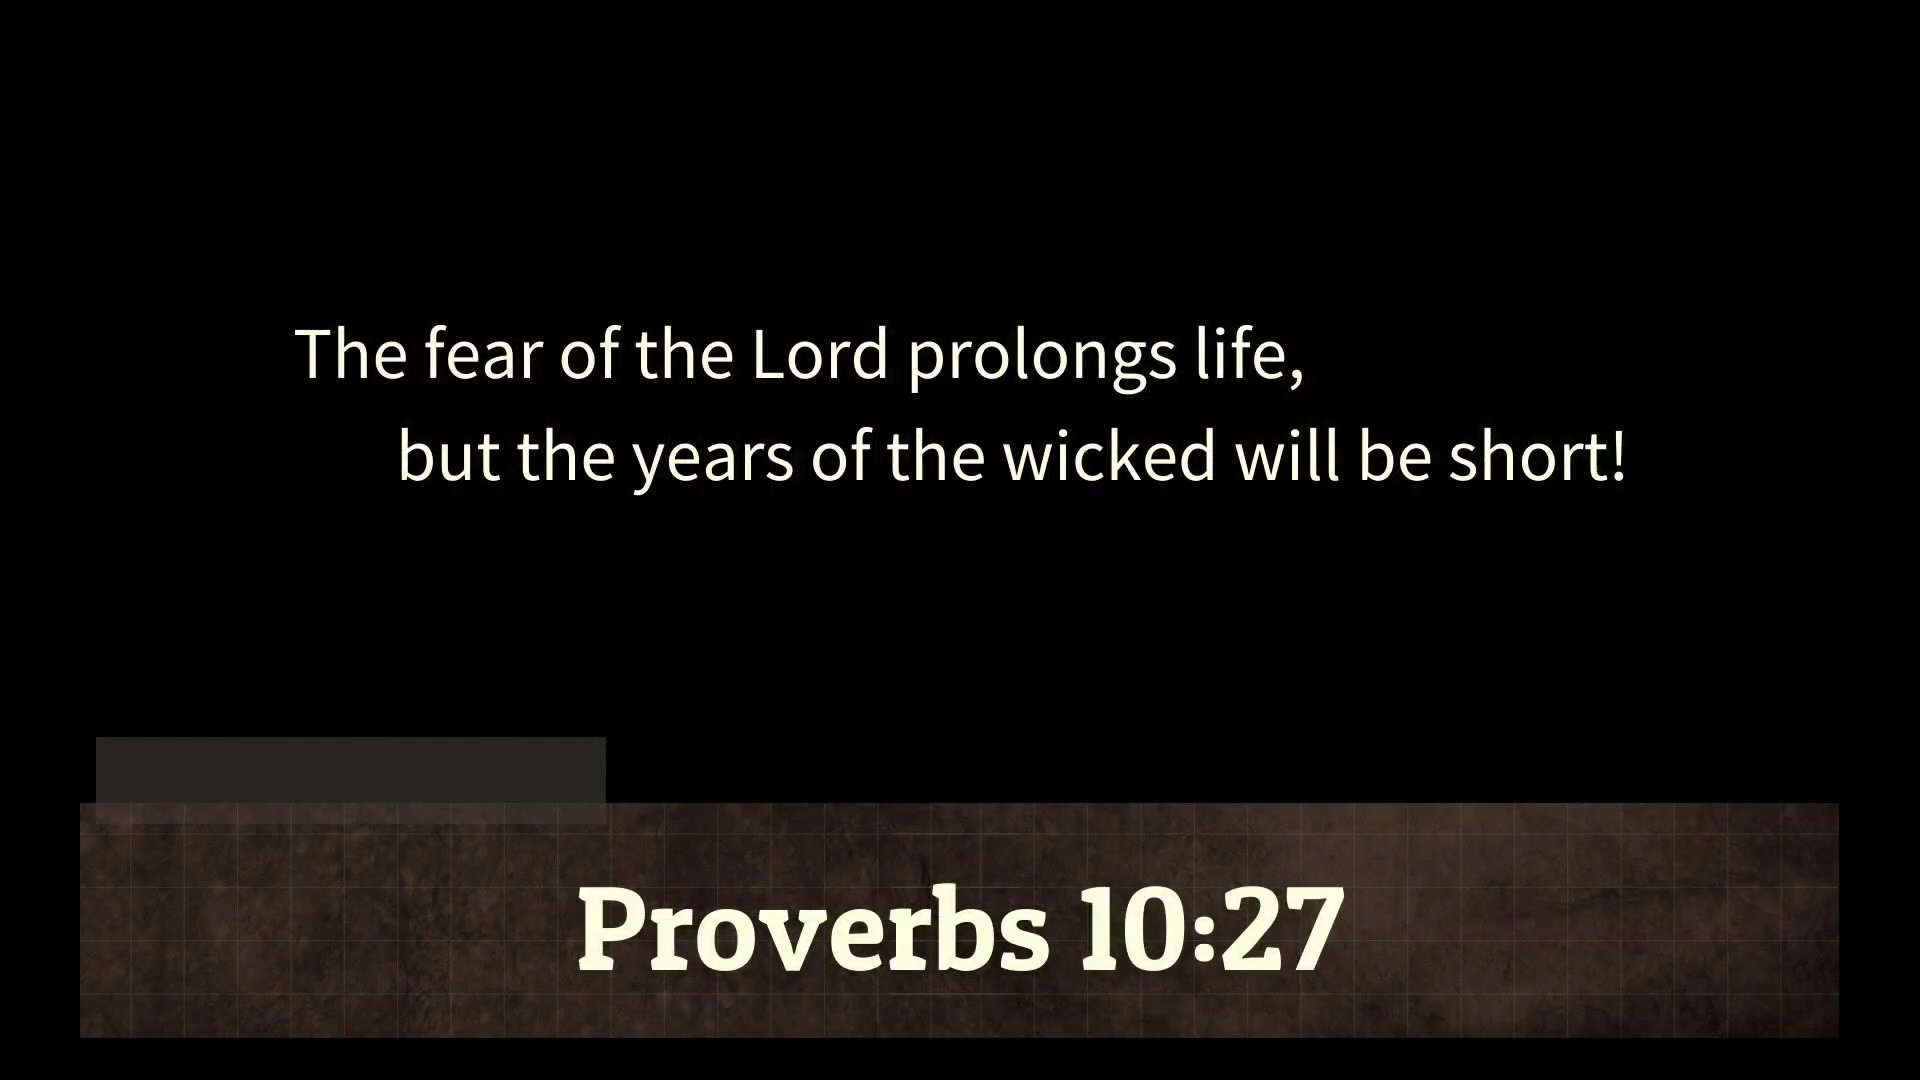 The fear of the Lord prolongs life,
but the years of the wicked will be short!
Proverbs 10:27